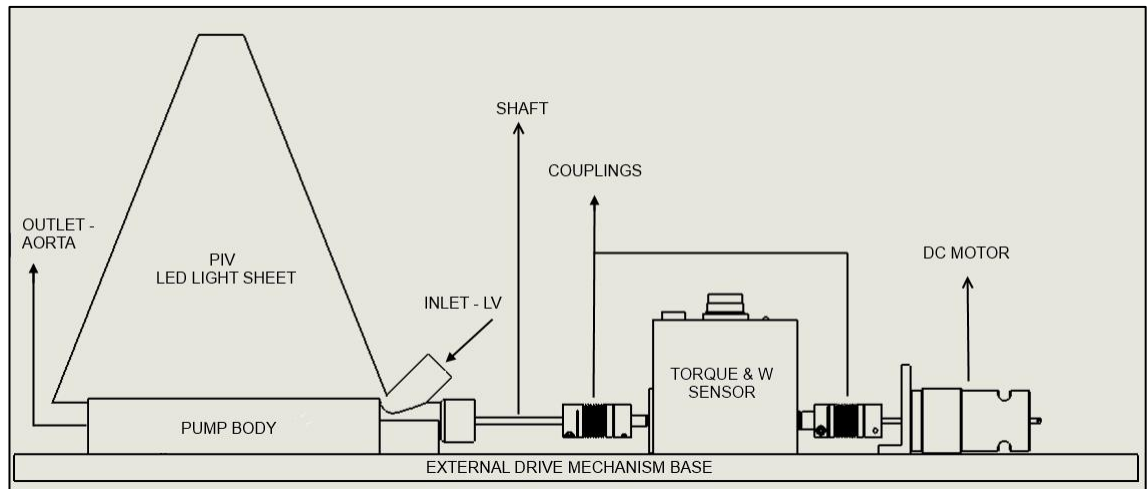 SHAFT
COUPLINGS
OUTLET -
AORTA
DC MOTOR
PIV
LED LIGHT SHEET
INLET - LV
TORQUE & W
SENSOR
PUMP BODY
EXTERNAL DRIVE MECHANISM BASE